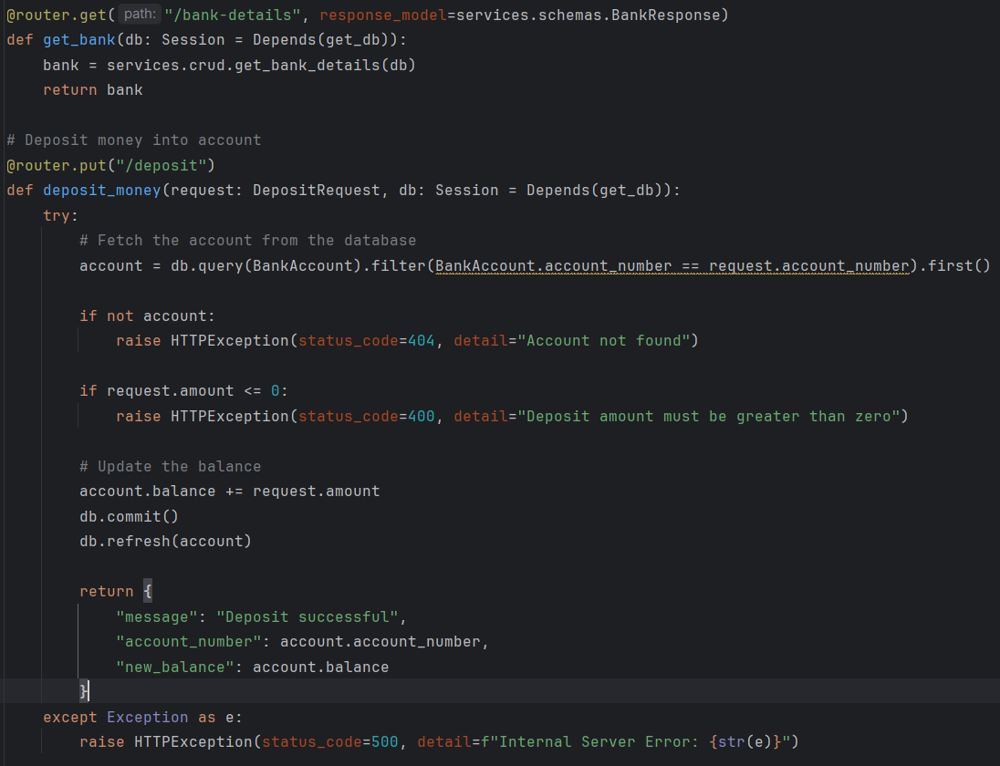 @router.get( path: "/bank-details", response_model=services.schemas.BankResponse)
def get_bank(db: Session = Depends(get_db)):
    bank = services.crud.get_bank_details(db)
    return bank
# Deposit money into account
@router.put("/deposit")
def deposit_money(request: DepositRequest, db: Session = Depends(get_db)):
    try:
        # Fetch the account from the database
        account = db.query(BankAccount).filter(BankAccount.account_number == request.account_number).first()
        if not account:
            raise HTTPException(status_code=404, detail="Account not found")
        if request.amount <= 0:
            raise HTTPException(status_code=400, detail="Deposit amount must be greater than zero")
        # Update the balance
        account.balance += request.amount
        db.commit()
        db.refresh(account)
        return {
            "message": "Deposit successful",
            "account_number": account.account_number,
            "new_balance": account.balance
        }
    except Exception as e:
        raise HTTPException(status_code=500, detail=f"Internal Server Error: {str(e)}")